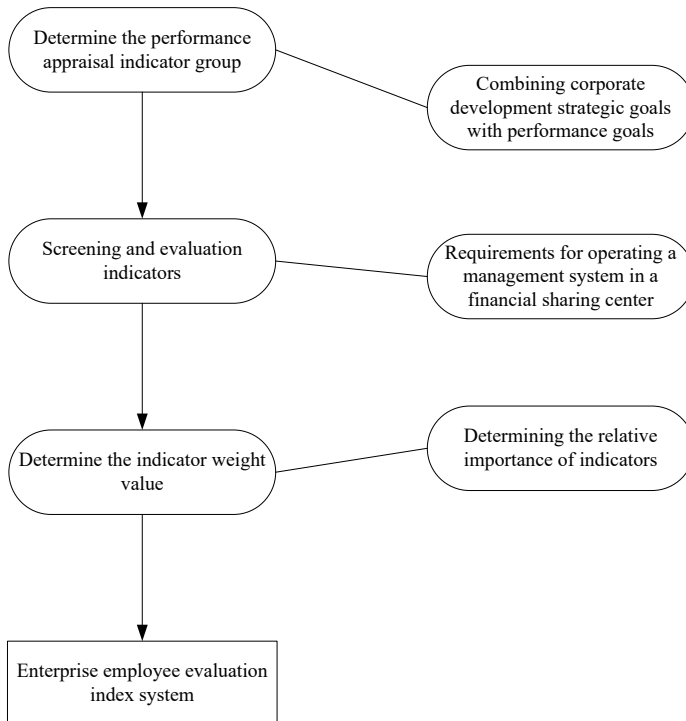 Determine the performance
appraisal indicator group
Combining corporate
development strategic goals
with performance goals
Screening and evaluation
indicators
Requirements for operating a
management system in a
financial sharing center
Determine the indicator weight
value
Determining the relative
importance of indicators
Enterprise employee evaluation
index system